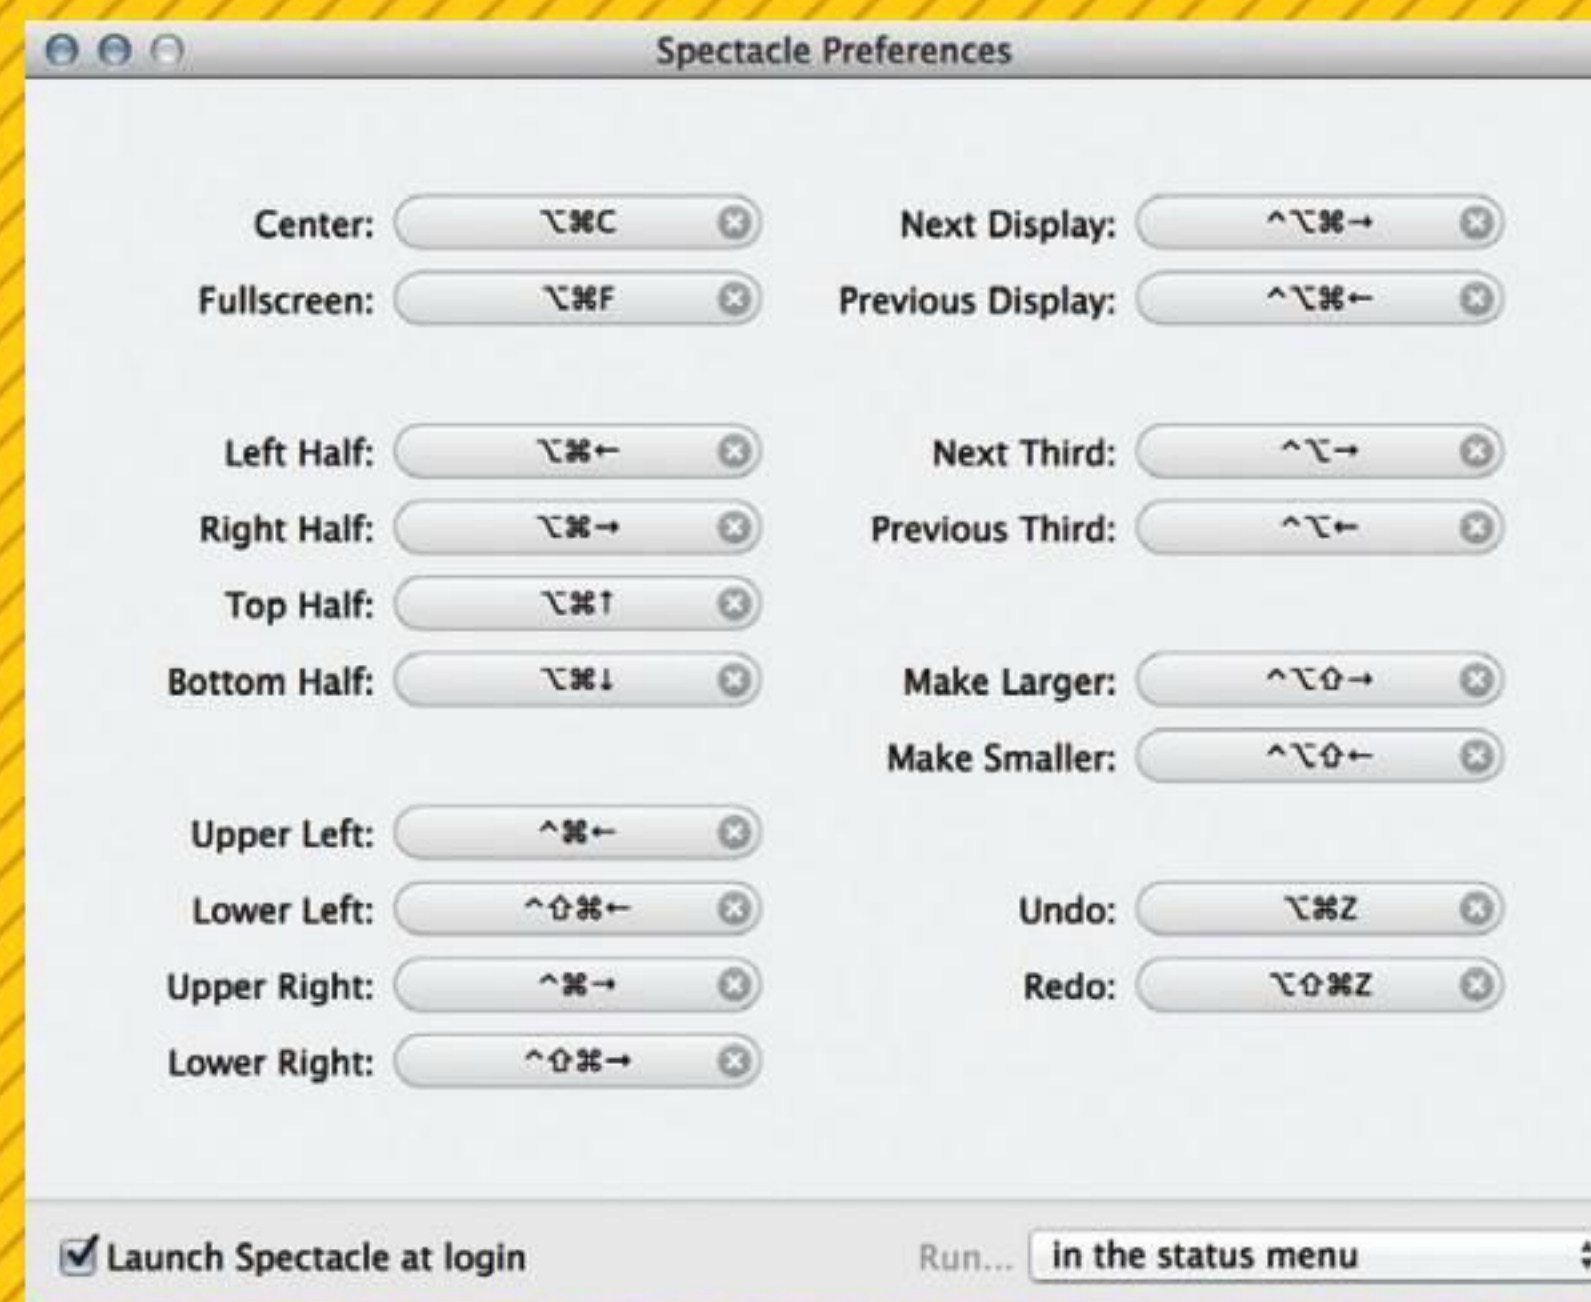 Spectacle Preferences
Center: ⌥⌘C
Fullscreen: ⌥⌘F
Left Half: ⌥⌘←
Right Half: ⌥⌘→
Top Half: ⌥⌘↑
Bottom Half: ⌥⌘↓
Upper Left: ^⌘←
Lower Left: ^⇧⌘←
Upper Right: ^⌘→
Lower Right: ^⇧⌘→
Next Display: ^⌥⌘→
Previous Display: ^⌥⌘←
Next Third: ^⌥→
Previous Third: ^⌥←
Make Larger: ^⌥⇧→
Make Smaller: ^⌥⇧←
Undo: ⌥⌘Z
Redo: ⌥⇧⌘Z
Launch Spectacle at login
Run... in the status menu